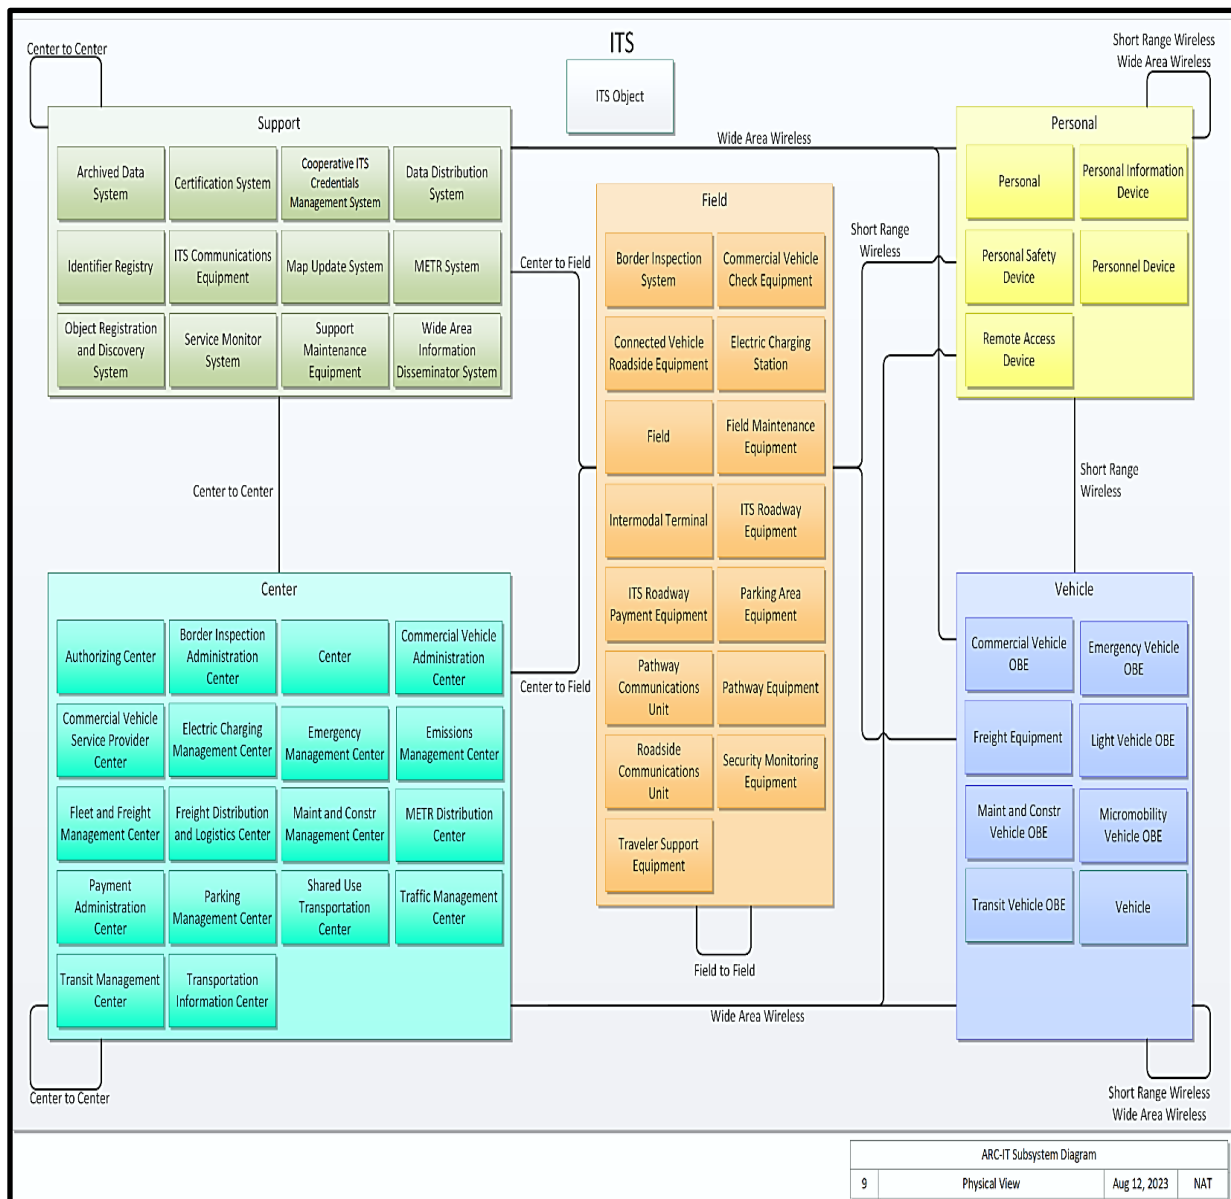 ITS
ITS Object
Center to Center
Support
Archived Data
System
Certification System
Cooperative ITS
Credentials
Management System
Data Distribution
System
Identifier Registry
ITS Communications
Equipment
Map Update System
METR System
Object Registration
and Discovery
System
Service Monitor
System
Support
Maintenance
Equipment
Wide Area
Information
Disseminator System
Wide Area Wireless
Center to Field
Short Range Wireless
Wide Area Wireless
Personal
Personal
Personal Information
Device
Personal Safety
Device
Personnel Device
Remote Access
Device
Field
Border Inspection
System
Commercial Vehicle
Check Equipment
Connected Vehicle
Roadside Equipment
Electric Charging
Station
Field
Field Maintenance
Equipment
Intermodal Terminal
ITS Roadway
Equipment
ITS Roadway
Payment Equipment
Parking Area
Equipment
Pathway
Communications
Unit
Pathway Equipment
Roadside
Communications
Unit
Security Monitoring
Equipment
Traveler Support
Equipment
Field to Field
Short Range
Wireless
Short Range
Wireless
Center to Center
Center
Authorizing Center
Border Inspection
Administration
Center
Center
Commercial Vehicle
Administration
Center
Commercial Vehicle
Service Provider
Center
Electric Charging
Management Center
Emergency
Management Center
Emissions
Management Center
Fleet and Freight
Management Center
Freight Distribution
and Logistics Center
Maint and Constr
Management Center
METR Distribution
Center
Payment
Administration
Center
Parking
Management Center
Shared Use
Transportation
Center
Traffic Management
Center
Transit Management
Center
Transportation
Information Center
Center to Field
Wide Area Wireless
Center to Center
Vehicle
Commercial Vehicle
OBE
Emergency Vehicle
OBE
Freight Equipment
Light Vehicle OBE
Maint and Constr
Vehicle OBE
Micromobility
Vehicle OBE
Transit Vehicle OBE
Vehicle
Short Range Wireless
Wide Area Wireless
ARC-IT Subsystem Diagram
9 Physical View Aug 12, 2023 NAT